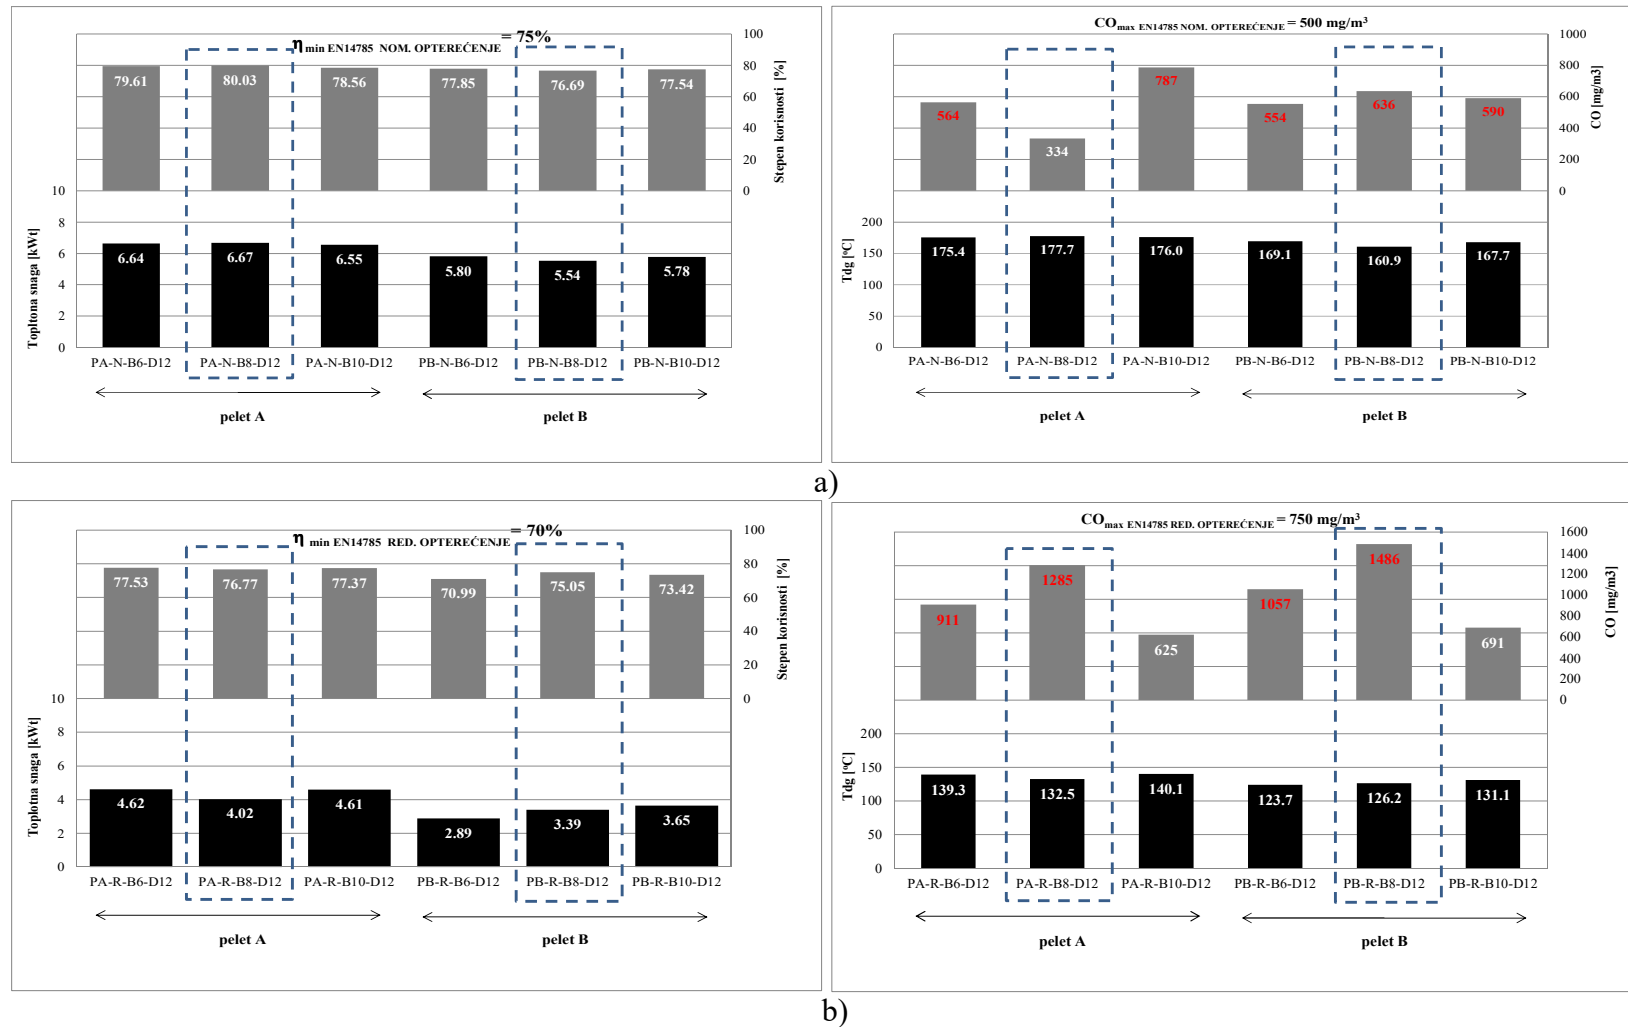 η min EN14785 NOM. OPTEREĆENJE = 75%
100
80
60
40
20
0
Stepen korisnosti [%]
79.61 80.03 78.56 77.85 76.69 77.54
10
8
6
4
2
0
Topltona snaga [kWt]
6.64 6.67 6.55 5.80 5.54 5.78
PA-N-B6-D12 PA-N-B8-D12 PA-N-B10-D12 PB-N-B6-D12 PB-N-B8-D12 PB-N-B10-D12
pelet A pelet B
COmax EN14785 NOM. OPTEREĆENJE = 500 mg/m³
1000
800
600
400
200
0
CO [mg/m3]
564 334 787 554 636 590
200
150
100
50
0
Tdg [°C]
175.4 177.7 176.0 169.1 160.9 167.7
PA-N-B6-D12 PA-N-B8-D12 PA-N-B10-D12 PB-N-B6-D12 PB-N-B8-D12 PB-N-B10-D12
pelet A pelet B
a)
η min EN14785 RED. OPTEREĆENJE = 70%
100
80
60
40
20
0
Stepen korisnosti [%]
77.53 76.77 77.37 70.99 75.05 73.42
10
8
6
4
2
0
Toplotna snaga [kWt]
4.62 4.02 4.61 2.89 3.39 3.65
PA-R-B6-D12 PA-R-B8-D12 PA-R-B10-D12 PB-R-B6-D12 PB-R-B8-D12 PB-R-B10-D12
pelet A pelet B
COmax EN14785 RED. OPTEREĆENJE = 750 mg/m³
1600
1400
1200
1000
800
600
400
200
0
CO [mg/m3]
911 1285 625 1057 1486 691
200
150
100
50
0
Tdg [°C]
139.3 132.5 140.1 123.7 126.2 131.1
PA-R-B6-D12 PA-R-B8-D12 PA-R-B10-D12 PB-R-B6-D12 PB-R-B8-D12 PB-R-B10-D12
pelet A pelet B
b)